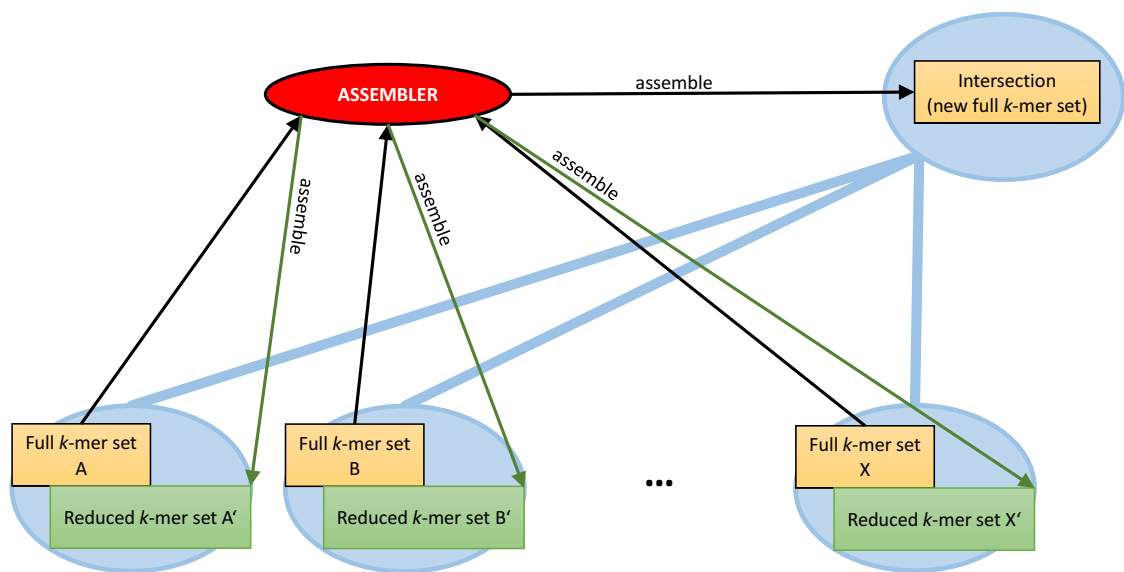 assemble
Intersection
(new full k-mer set)
ASSEMBLER
assemble
assemble
assemble
Full k-mer set
A
Full k-mer set
B
Full k-mer set
X
...
Reduced k-mer set A‘
Reduced k-mer set B‘
Reduced k-mer set X‘